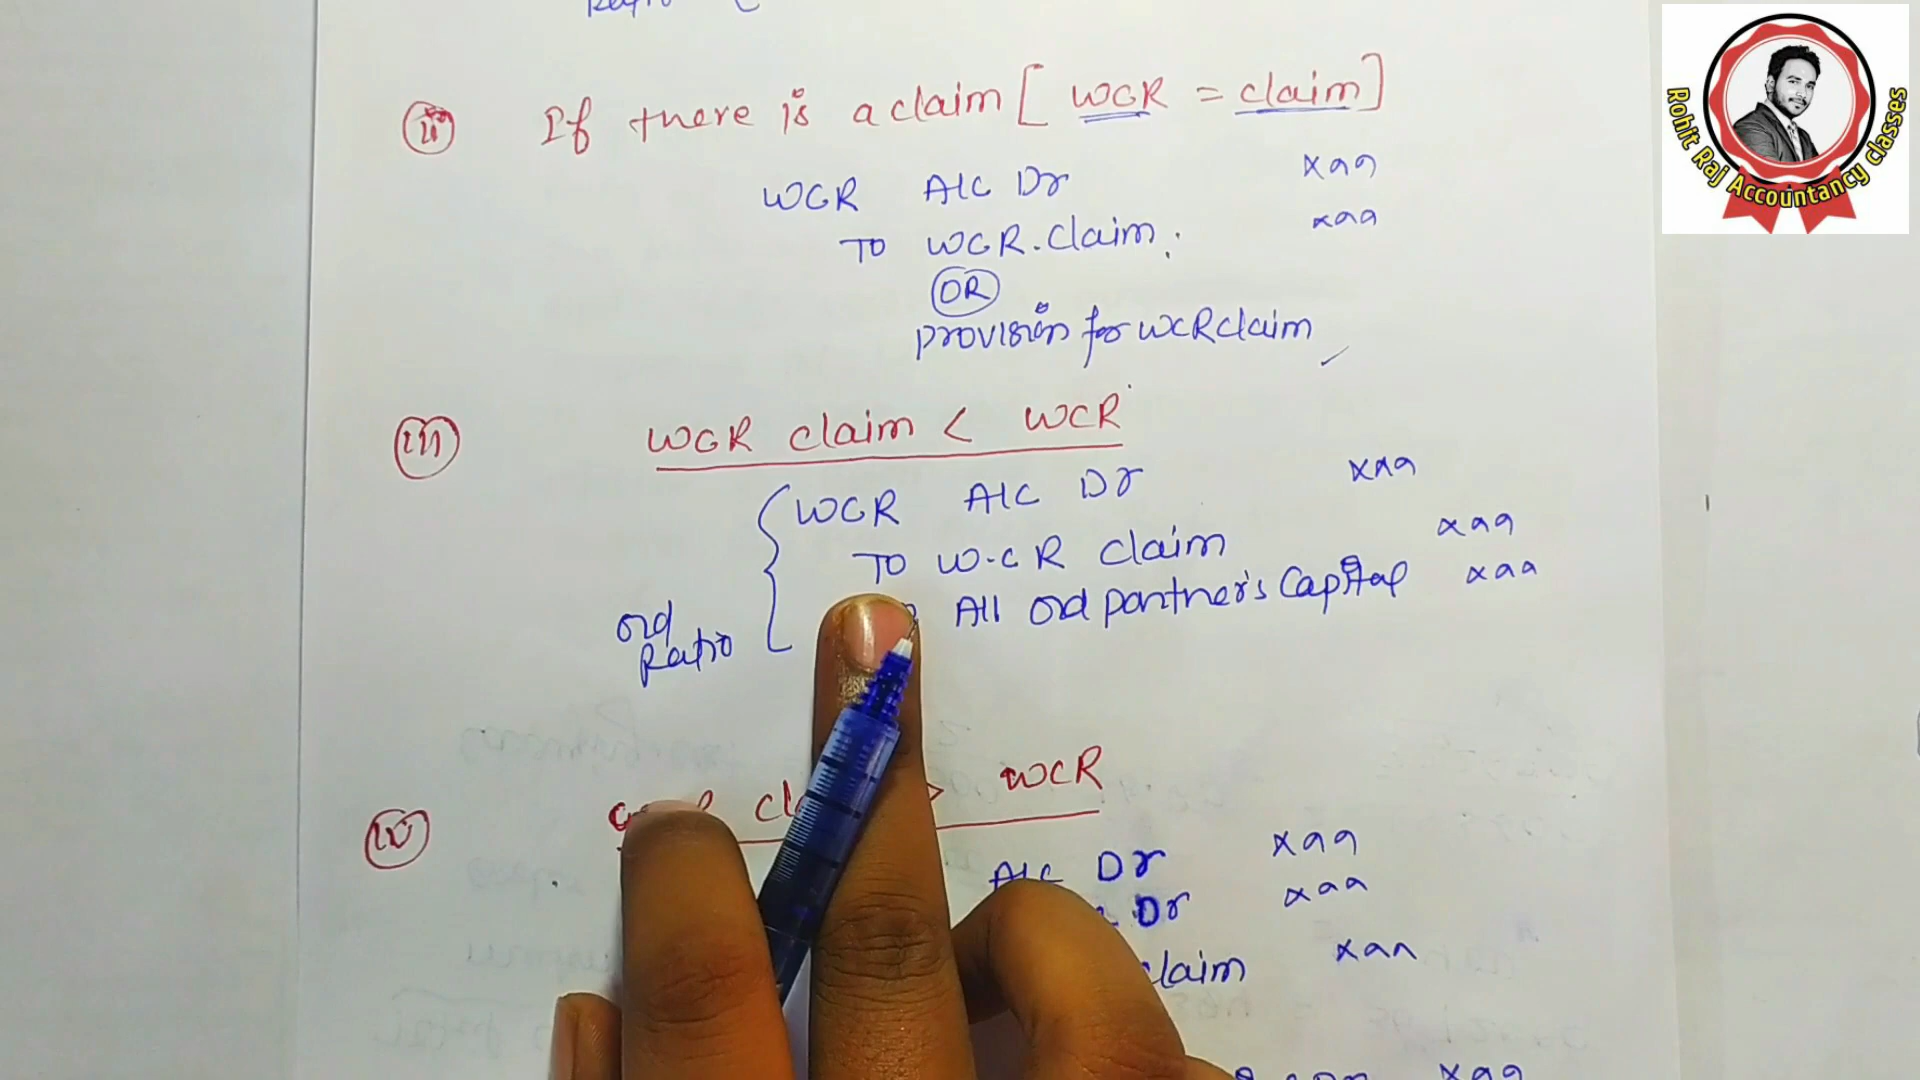 (ii) If there is a claim [ WCR = claim ]
WCR A/c Dr xaa
To WCR. Claim. xaa
(OR)
provision for WCR claim
(iii) WCR claim < WCR
WCR A/c Dr xaa
To W.C R Claim xaa
All old partner's Capital xaa
old
Ratio
(iv) > WCR
A/c Dr xaa
Dr xaa
claim xaa
xaa
Rohit Raj Accountancy classes